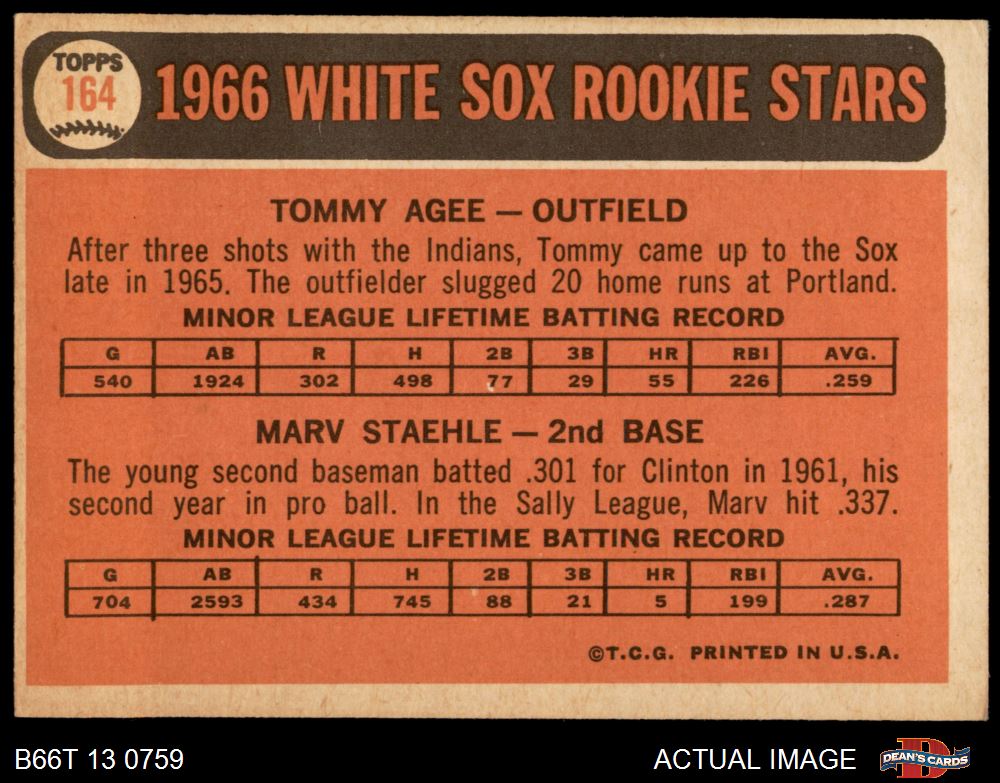 TOPPS
164
1966 WHITE SOX ROOKIE STARS
TOMMY AGEE — OUTFIELD
After three shots with the Indians, Tommy came up to the Sox
late in 1965. The outfielder slugged 20 home runs at Portland.
MINOR LEAGUE LIFETIME BATTING RECORD
G AB R H 2B 3B HR RBI AVG.
540 1924 302 498 77 29 55 226 .259
MARV STAEHLE — 2nd BASE
The young second baseman batted .301 for Clinton in 1961, his
second year in pro ball. In the Sally League, Marv hit .337.
MINOR LEAGUE LIFETIME BATTING RECORD
G AB R H 2B 3B HR RBI AVG.
704 2593 434 745 88 21 5 199 .287
©T.C.G. PRINTED IN U.S.A.
B66T 13 0759 ACTUAL IMAGE D DEAN'S CARDS